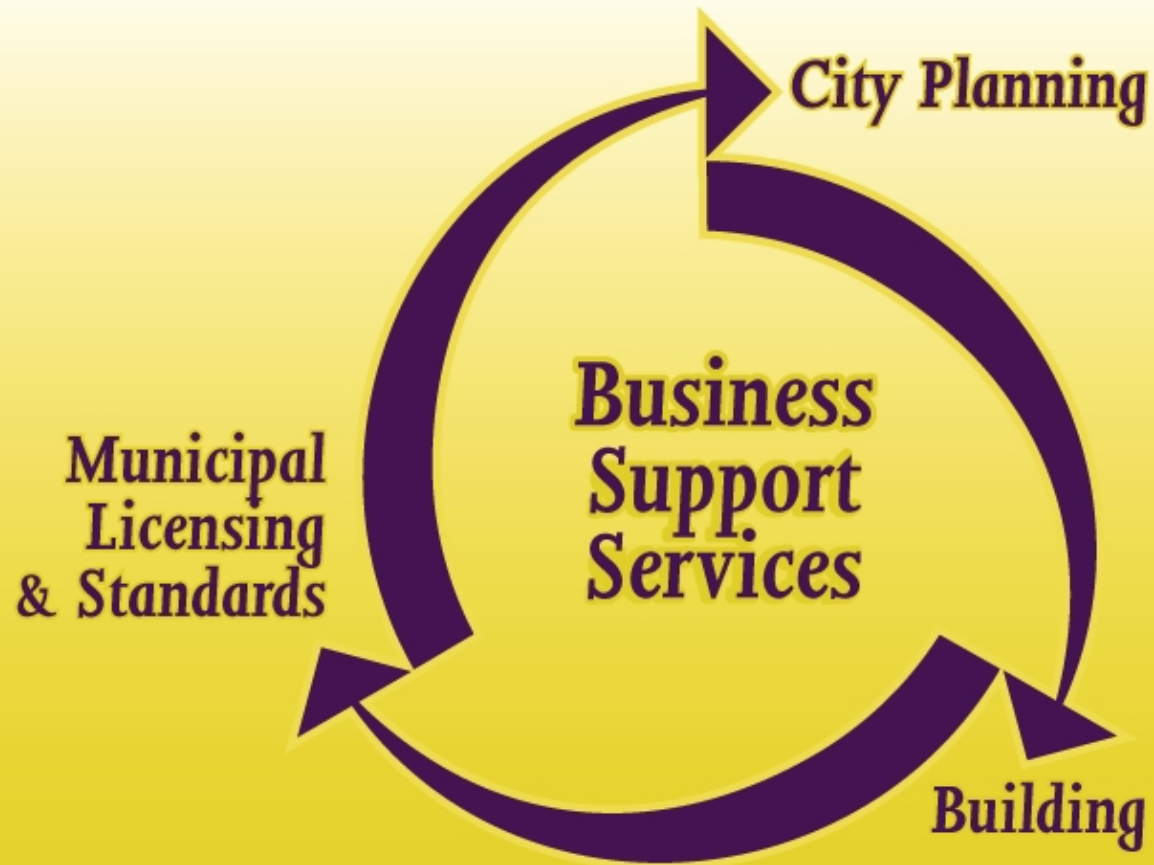 City Planning
Business
Support
Services
Municipal
Licensing
& Standards
Building